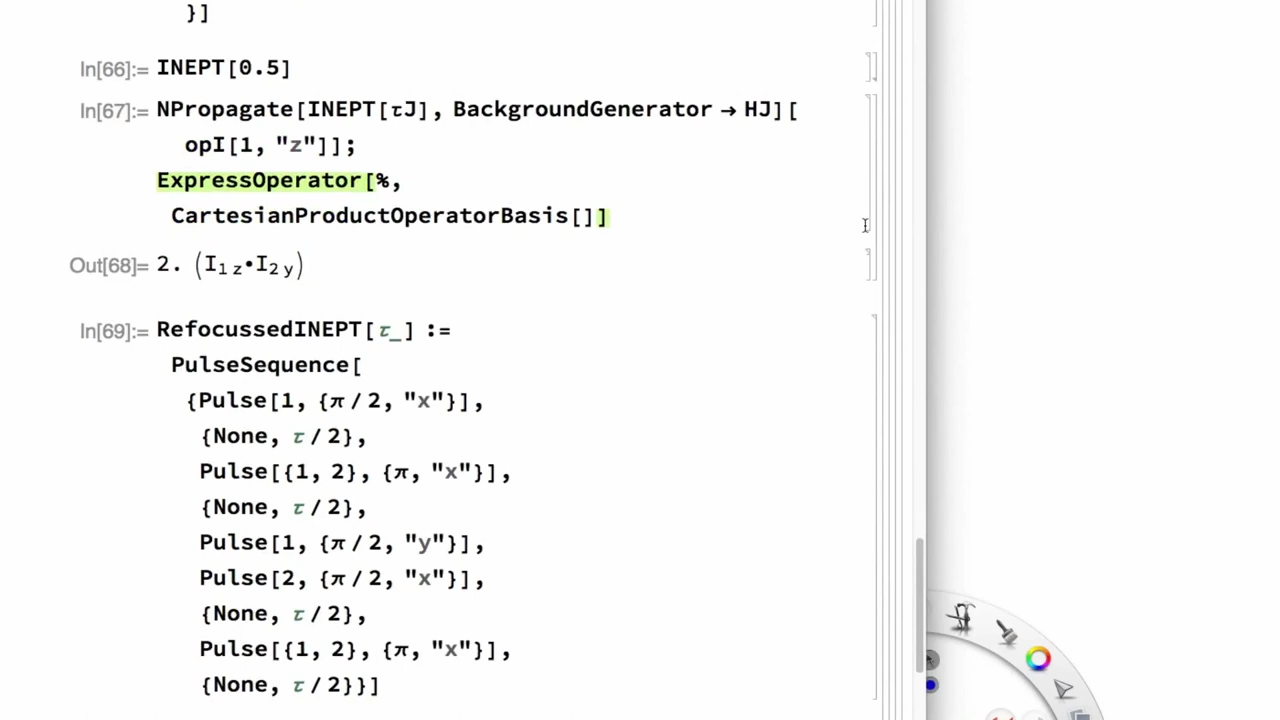 }]
In[66]:= INEPT[0.5]
In[67]:= NPropagate[INEPT[τJ], BackgroundGenerator → HJ][
opI[1, "z"]];
ExpressOperator[%,
CartesianProductOperatorBasis[]]
Out[68]= 2. (I1 z•I2 y)
In[69]:= RefocussedINEPT[τ_] :=
PulseSequence[
{Pulse[1, {π / 2, "x"}],
{None, τ / 2},
Pulse[{1, 2}, {π, "x"}],
{None, τ / 2},
Pulse[1, {π / 2, "y"}],
Pulse[2, {π / 2, "x"}],
{None, τ / 2},
Pulse[{1, 2}, {π, "x"}],
{None, τ / 2}}]